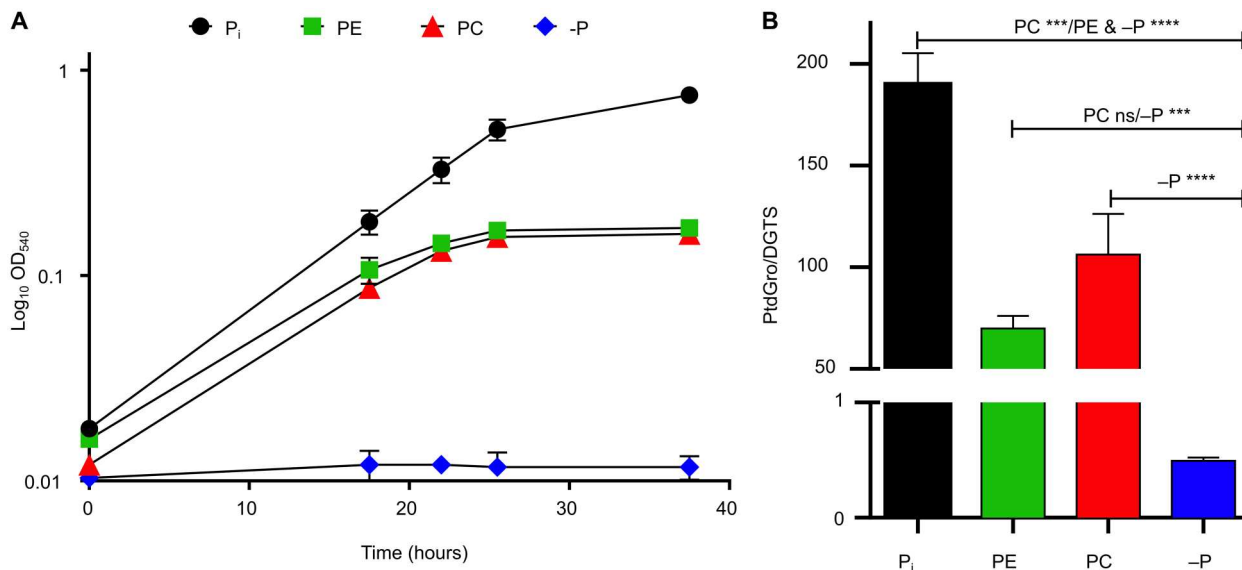 A
Pᵢ PE PC -P
1
0.1
0.01
Log₁₀ OD₅₄₀
0 10 20 30 40
Time (hours)
B
PC ***/PE & –P ****
PC ns/–P ***
–P ****
200
150
100
50
1
0
PtdGro/DGTS
Pᵢ PE PC –P